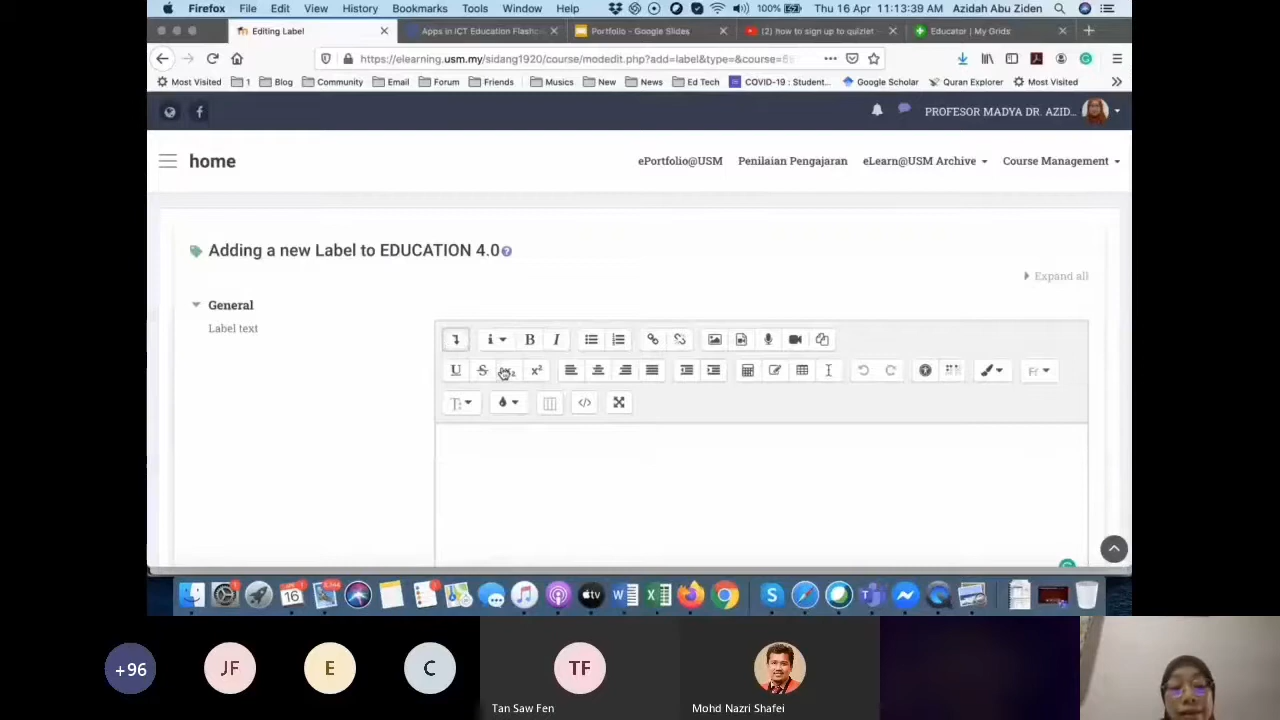 Firefox File Edit View History Bookmarks Tools Window Help 100% Thu 16 Apr 11:13:39 AM Azidah Abu Ziden
Editing Label Apps in ICT Education Flashc Portfolio - Google Slides (2) how to sign up to quizlet - Educator | My Grids
https://elearning.usm.my/sidang1920/course/modedit.php?add=label&type=&course=
Most Visited 1 Blog Community Email Forum Friends Musics New News Ed Tech COVID-19 : Student... Google Scholar Quran Explorer Most Visited
PROFESOR MADYA DR. AZID...
home ePortfolio@USM Penilaian Pengajaran eLearn@USM Archive Course Management
Adding a new Label to EDUCATION 4.0
Expand all
General
Label text
+96 JF E C TF
Tan Saw Fen Mohd Nazri Shafei